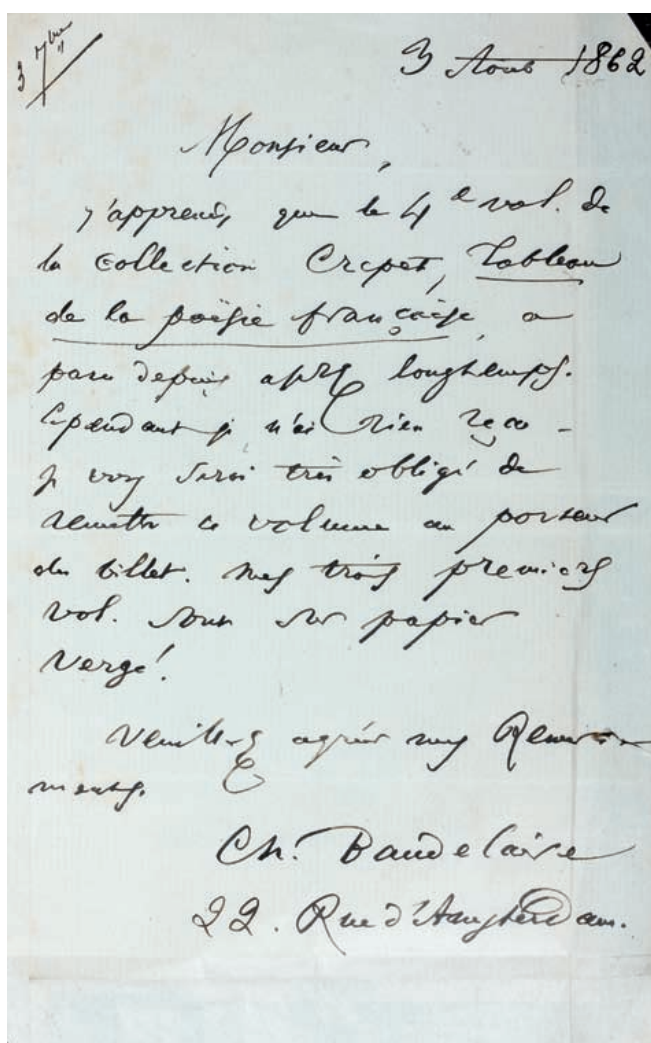 3 7bre
3 Aout 1862
Monsieur,
j'apprends que le 4e vol. de
la collection Crepet, Tableau
de la poësie française, a
paru depuis assez longtemps.
Cependant je n'ai rien reçu –
je vous serai très obligé de
remettre ce volume au porteur
du billet. mes trois premiers
vol. sont sur papier
vergé.
Veuillez agréer mes Remercie-
ments.
Ch. Baudelaire
22. Rue d'Amsterdam.